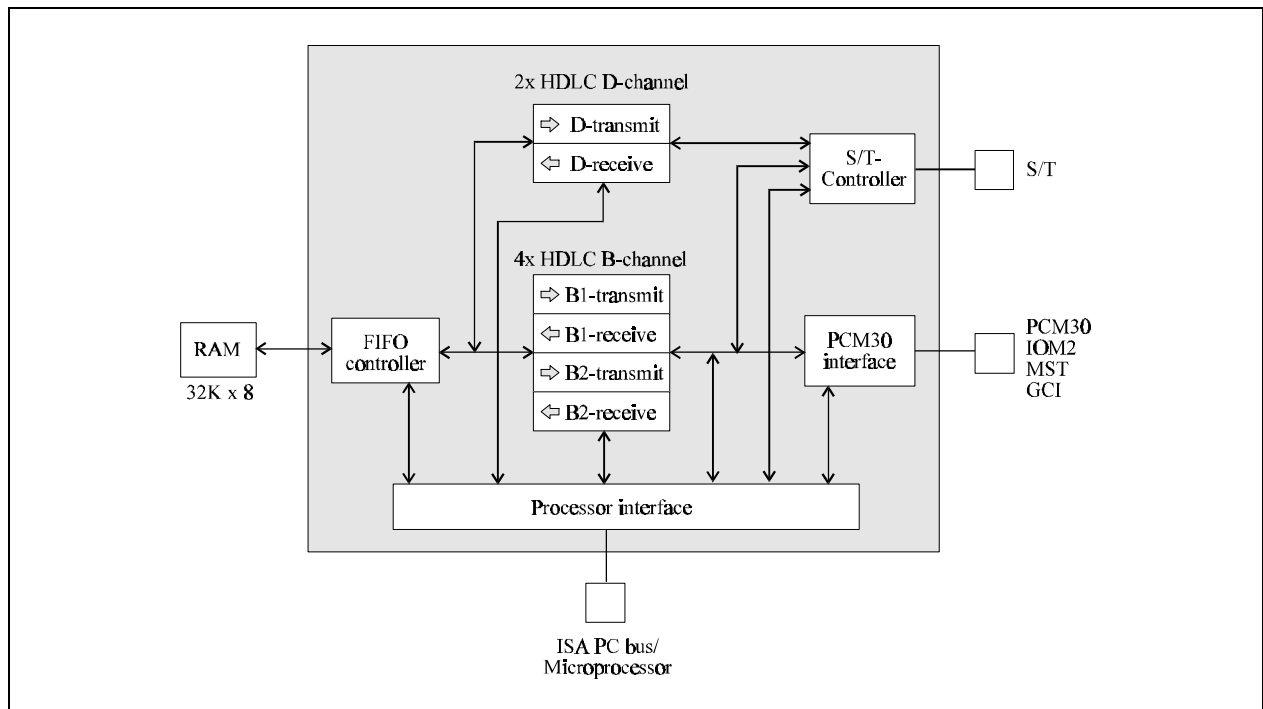 2x HDLC D-channel
D-transmit
D-receive
S/T-
Controller
S/T
4x HDLC B-channel
B1-transmit
B1-receive
B2-transmit
B2-receive
RAM
32K x 8
FIFO
controller
PCM30
interface
PCM30
IOM2
MST
GCI
Processor interface
ISA PC bus/
Microprocessor